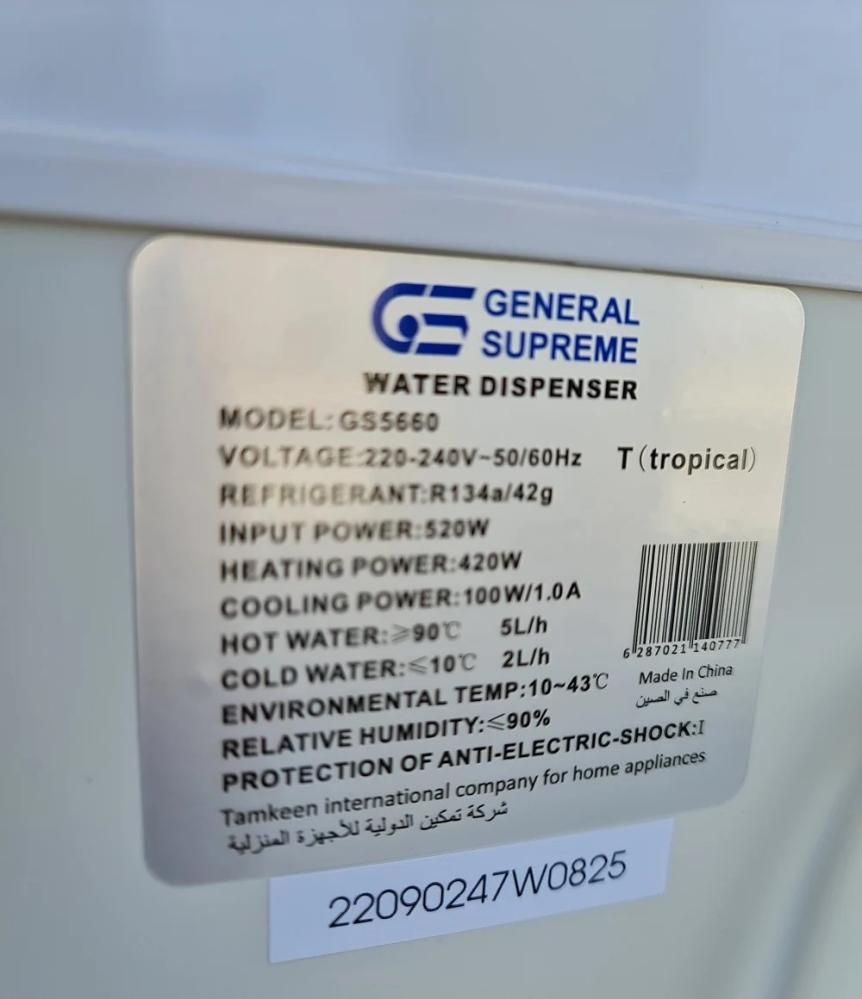 GENERAL
SUPREME
WATER DISPENSER
MODEL:GS5660
VOLTAGE:220-240V~50/60Hz T(tropical)
REFRIGERANT:R134a/42g
INPUT POWER:520W
HEATING POWER:420W
COOLING POWER:100W/1.0A
HOT WATER:≥90℃ 5L/h
COLD WATER:≤10℃ 2L/h
ENVIRONMENTAL TEMP:10~43℃
RELATIVE HUMIDITY:≤90%
PROTECTION OF ANTI-ELECTRIC-SHOCK:I
6 287021 140777
Made In China
صنع في الصين
Tamkeen international company for home appliances
شركة تمكين الدولية للأجهزة المنزلية
22090247W0825